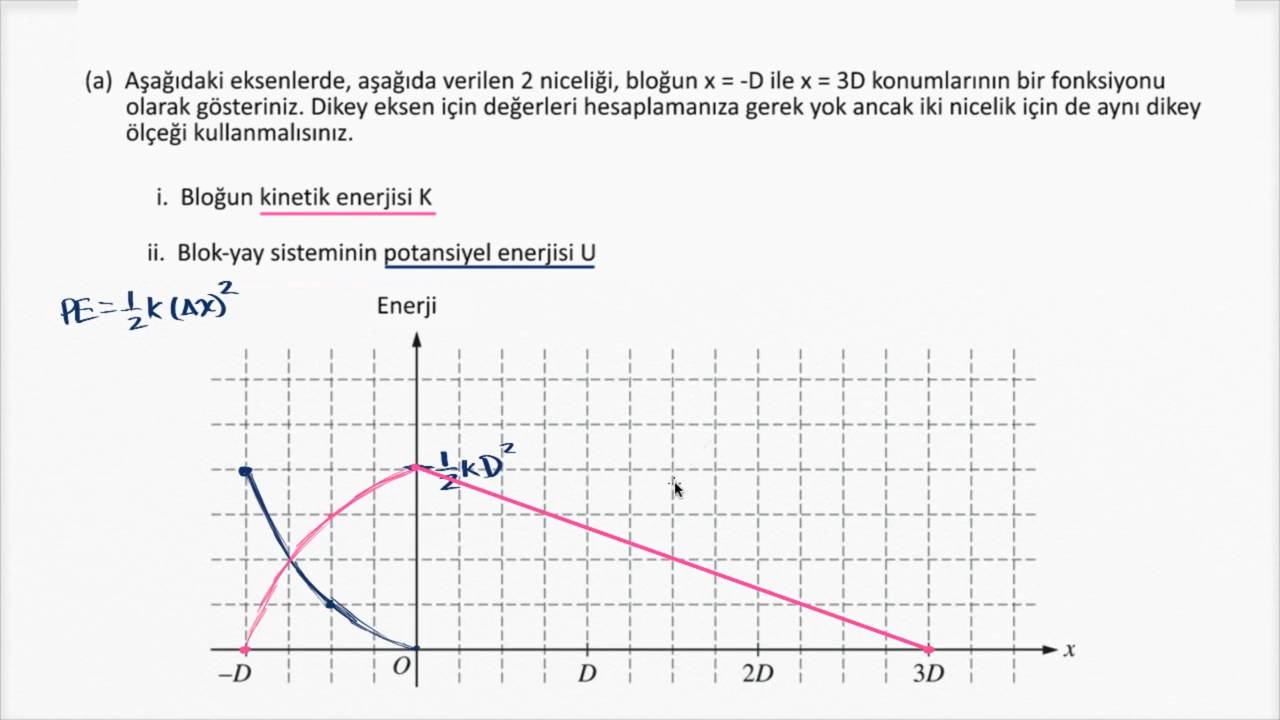 (a) Aşağıdaki eksenlerde, aşağıda verilen 2 niceliği, bloğun x = -D ile x = 3D konumlarının bir fonksiyonu
olarak gösteriniz. Dikey eksen için değerleri hesaplamanıza gerek yok ancak iki nicelik için de aynı dikey
ölçeği kullanmalısınız.
i. Bloğun kinetik enerjisi K
ii. Blok-yay sisteminin potansiyel enerjisi U
PE = 1/2 K (Δx)²
Enerji
1/2 KD²
x
–D
O
D
2D
3D